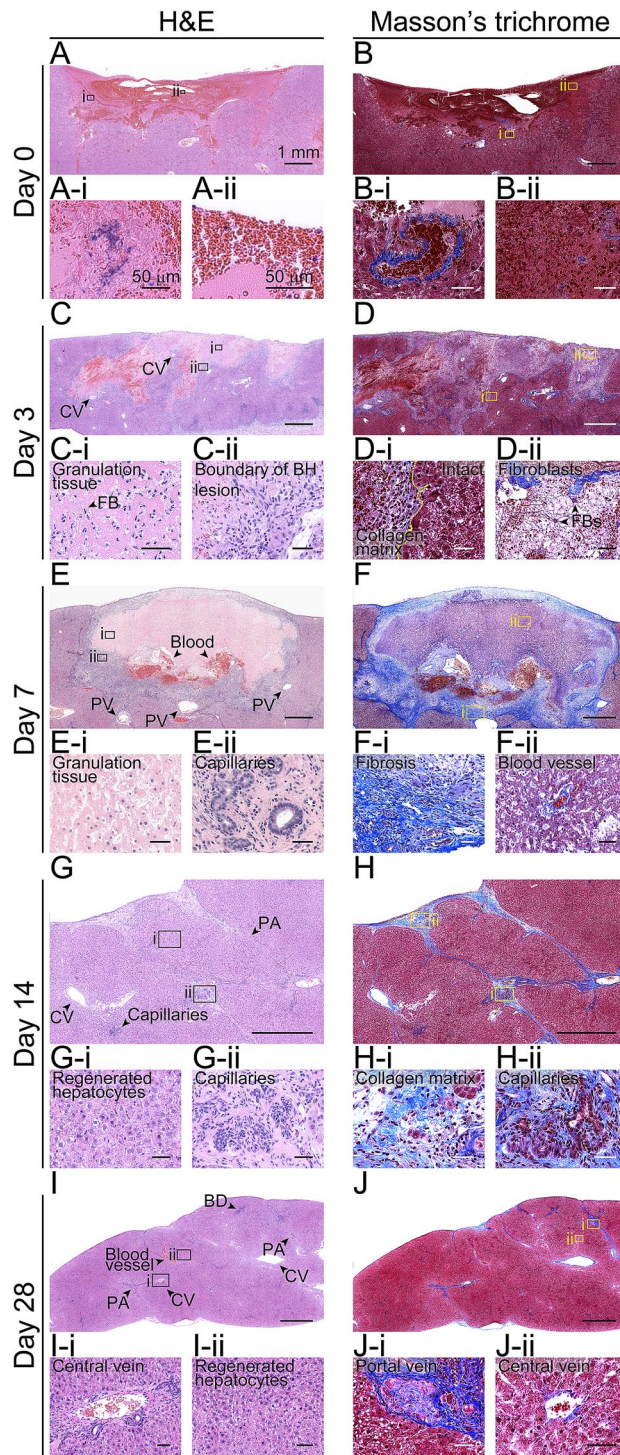 H&E
Masson's trichrome
Day 0
A
i
ii
1 mm
B
ii
i
A-i
A-ii
50 μm
50 μm
B-i
B-ii
Day 3
C
i
CV
ii
CV
D
ii
i
C-i
Granulation
tissue
FB
C-ii
Boundary of BH
lesion
D-i
Intact
Collagen
matrix
D-ii
Fibroblasts
FBs
Day 7
E
i
ii
Blood
PV
PV
PV
F
ii
i
E-i
Granulation
tissue
E-ii
Capillaries
F-i
Fibrosis
F-ii
Blood vessel
Day 14
G
PA
i
ii
CV
Capillaries
H
ii
i
G-i
Regenerated
hepatocytes
G-ii
Capillaries
H-i
Collagen matrix
H-ii
Capillaries
Day 28
I
BD
PA
Blood
vessel
ii
CV
i
PA
CV
J
i
ii
I-i
Central vein
I-ii
Regenerated
hepatocytes
J-i
Portal vein
J-ii
Central vein